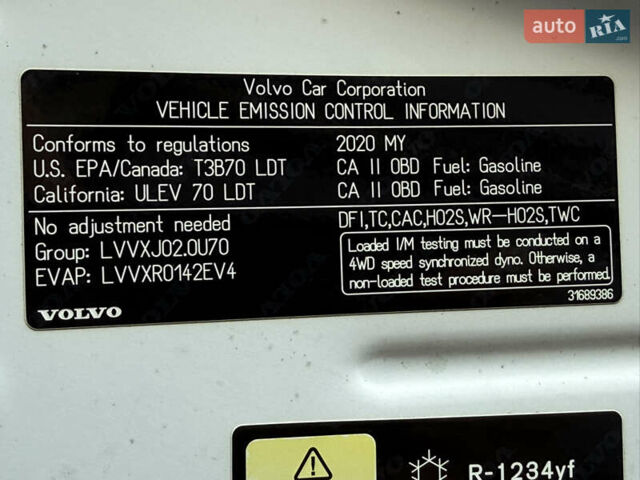 auto RIA
.com
Volvo Car Corporation
VEHICLE EMISSION CONTROL INFORMATION
Conforms to regulations 2020 MY
U.S. EPA/Canada: T3B70 LDT CA II OBD Fuel: Gasoline
California: ULEV 70 LDT CA II OBD Fuel: Gasoline
No adjustment needed DFI,TC,CAC,HO2S,WR-HO2S,TWC
Group: LVVXJ02.0U70
EVAP: LVVXR0142EV4
Loaded I/M testing must be conducted on a
4WD speed synchronized dyno. Otherwise, a
non-loaded test procedure must be performed.
31689386
VOLVO
R-1234yf